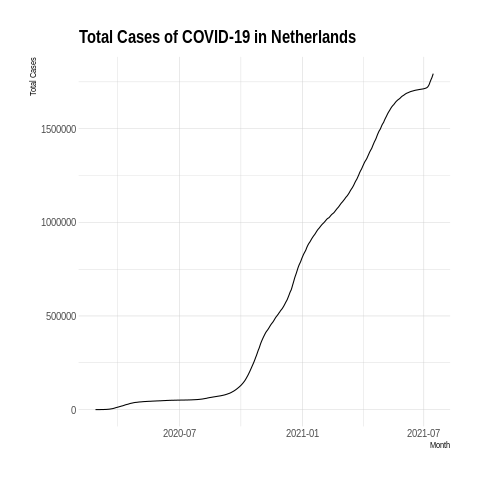 Total Cases of COVID-19 in Netherlands
Total Cases
1500000
1000000
500000
0
2020-07
2021-01
2021-07
Month